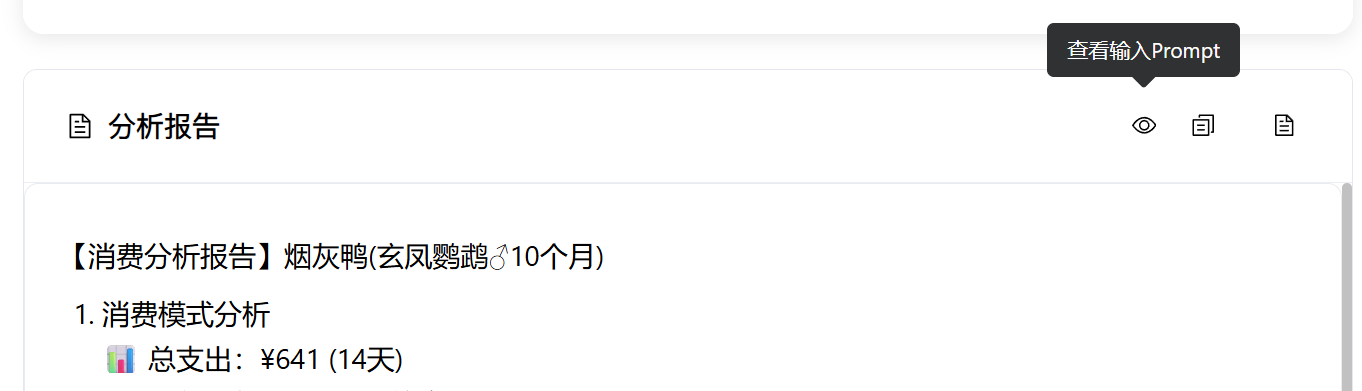 查看输入Prompt
分析报告
【消费分析报告】烟灰鸭(玄凤鹦鹉♂10个月)
1. 消费模式分析
📊 总支出：¥641 (14天)